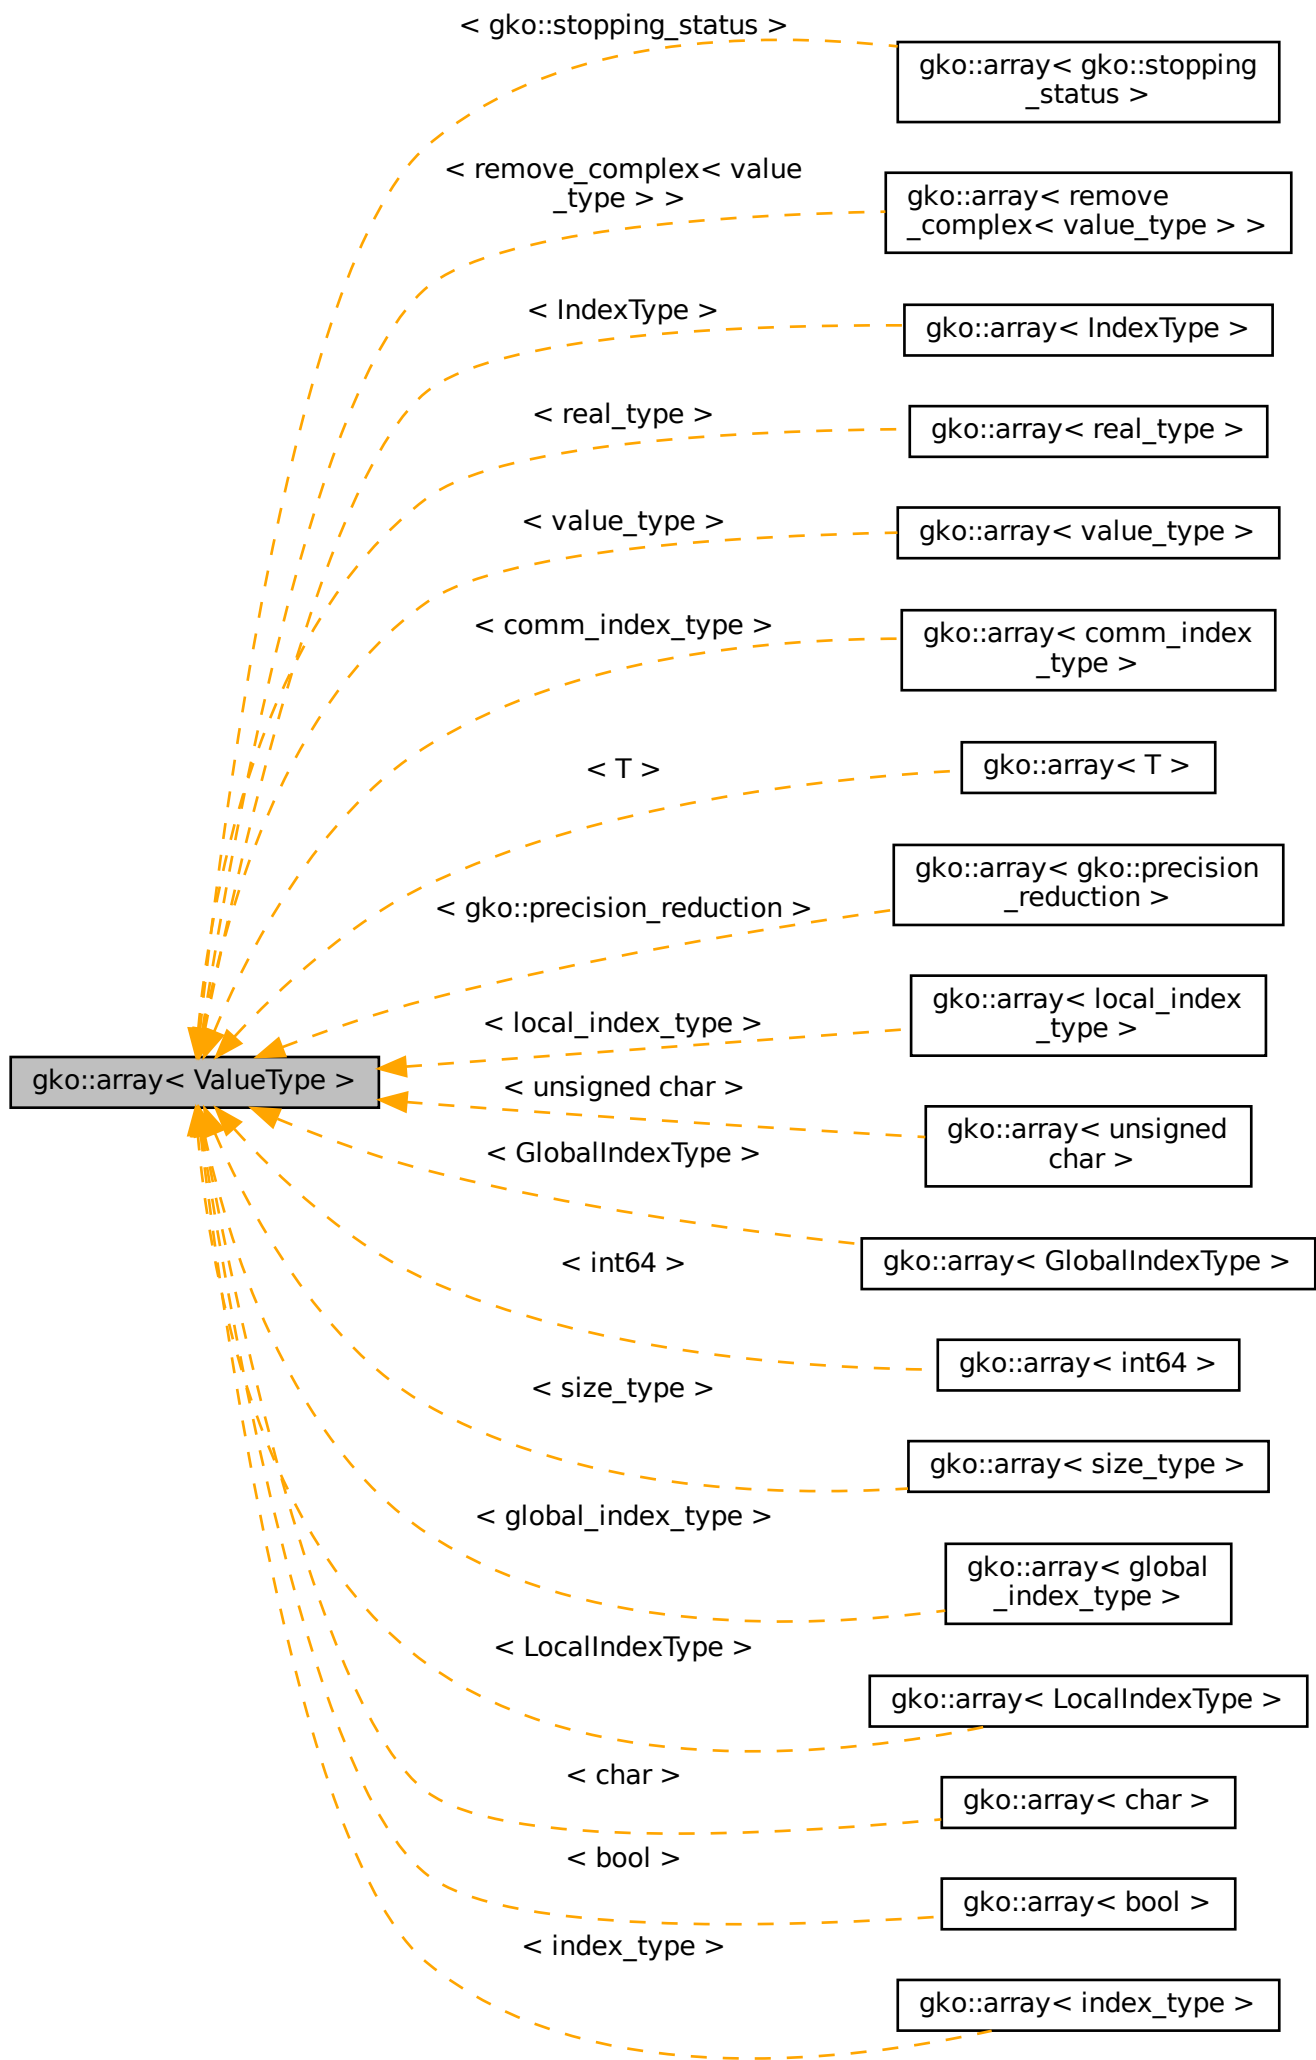 < gko::stopping_status >
gko::array< gko::stopping
_status >
< remove_complex< value
_type > >
gko::array< remove
_complex< value_type > >
< IndexType >
gko::array< IndexType >
< real_type >
gko::array< real_type >
< value_type >
gko::array< value_type >
< comm_index_type >
gko::array< comm_index
_type >
< T >
gko::array< T >
< gko::precision_reduction >
gko::array< gko::precision
_reduction >
< local_index_type >
gko::array< local_index
_type >
gko::array< ValueType >
< unsigned char >
gko::array< unsigned
char >
< GlobalIndexType >
gko::array< GlobalIndexType >
< int64 >
gko::array< int64 >
< size_type >
gko::array< size_type >
< global_index_type >
gko::array< global
_index_type >
< LocalIndexType >
gko::array< LocalIndexType >
< char >
gko::array< char >
< bool >
gko::array< bool >
< index_type >
gko::array< index_type >